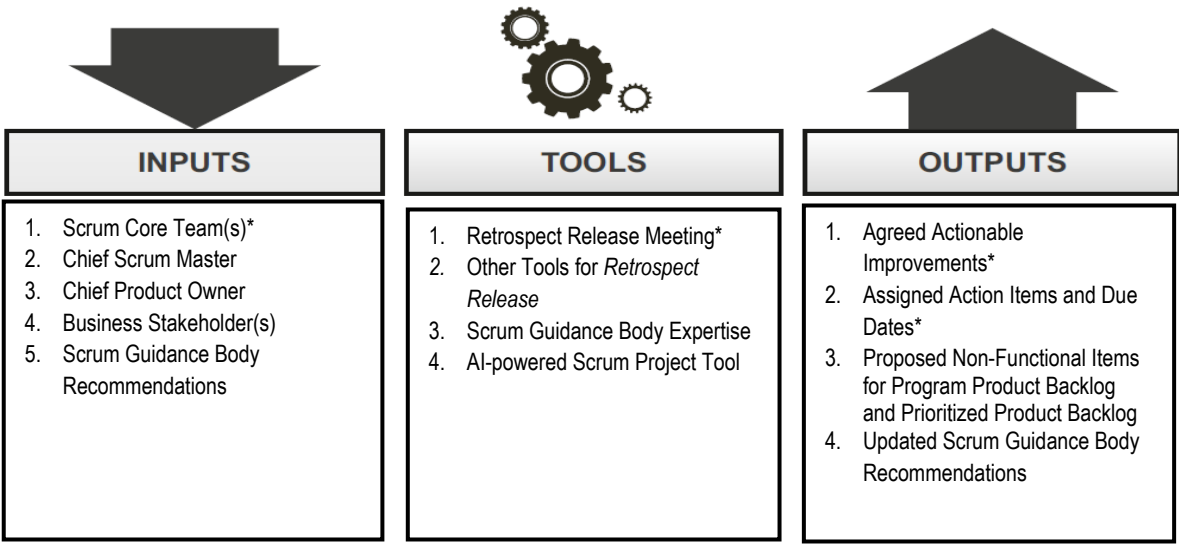 INPUTS
1. Scrum Core Team(s)*
2. Chief Scrum Master
3. Chief Product Owner
4. Business Stakeholder(s)
5. Scrum Guidance Body
Recommendations
TOOLS
1. Retrospect Release Meeting*
2. Other Tools for Retrospect
Release
3. Scrum Guidance Body Expertise
4. AI-powered Scrum Project Tool
OUTPUTS
1. Agreed Actionable
Improvements*
2. Assigned Action Items and Due
Dates*
3. Proposed Non-Functional Items
for Program Product Backlog
and Prioritized Product Backlog
4. Updated Scrum Guidance Body
Recommendations